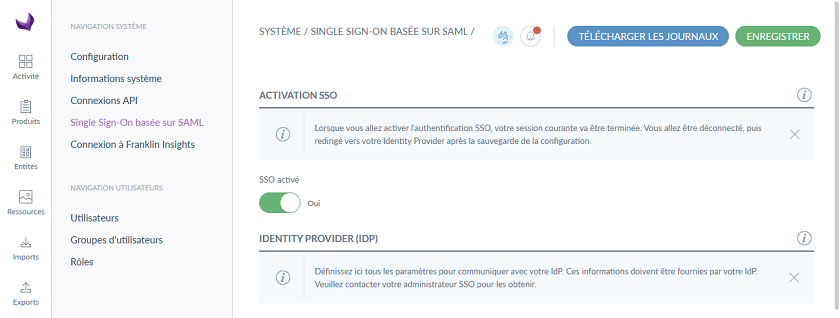 NAVIGATION SYSTÈME
Configuration
Informations système
Connexions API
Single Sign-On basée sur SAML
Connexion à Franklin Insights
NAVIGATION UTILISATEURS
Utilisateurs
Groupes d'utilisateurs
Rôles
Activité
Produits
Entités
Ressources
Imports
Exports
SYSTÈME / SINGLE SIGN-ON BASÉE SUR SAML /
TÉLÉCHARGER LES JOURNAUX
ENREGISTRER
ACTIVATION SSO
Lorsque vous allez activer l'authentification SSO, votre session courante va être terminée. Vous allez être déconnecté, puis
redirigé vers votre Identity Provider après la sauvegarde de la configuration.
SSO activé
Oui
IDENTITY PROVIDER (IDP)
Définissez ici tous les paramètres pour communiquer avec votre IdP. Ces informations doivent être fournies par votre IdP.
Veuillez contacter votre administrateur SSO pour les obtenir.